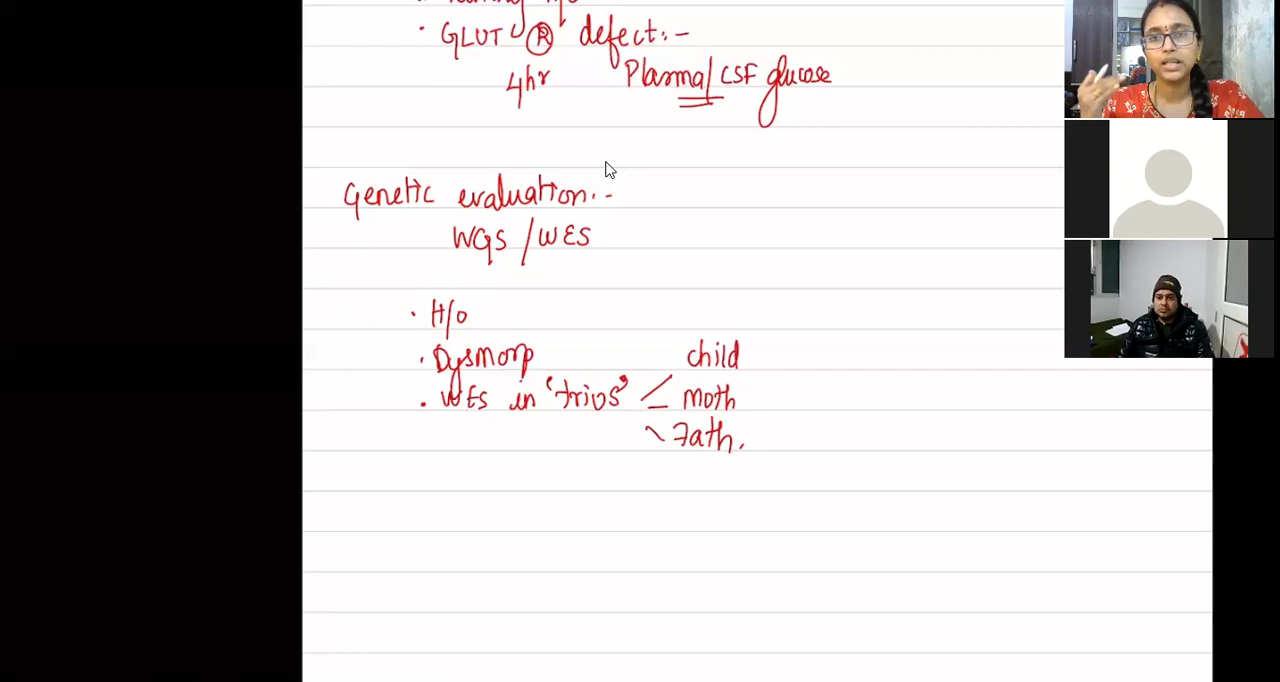 · GLUT Ⓡ defect:-
4hr Plasma/CSF glucose
Genetic evaluation:-
WGS/WES
· H/o
· Dysmorp child
· WES in 'trios' moth
Fath.